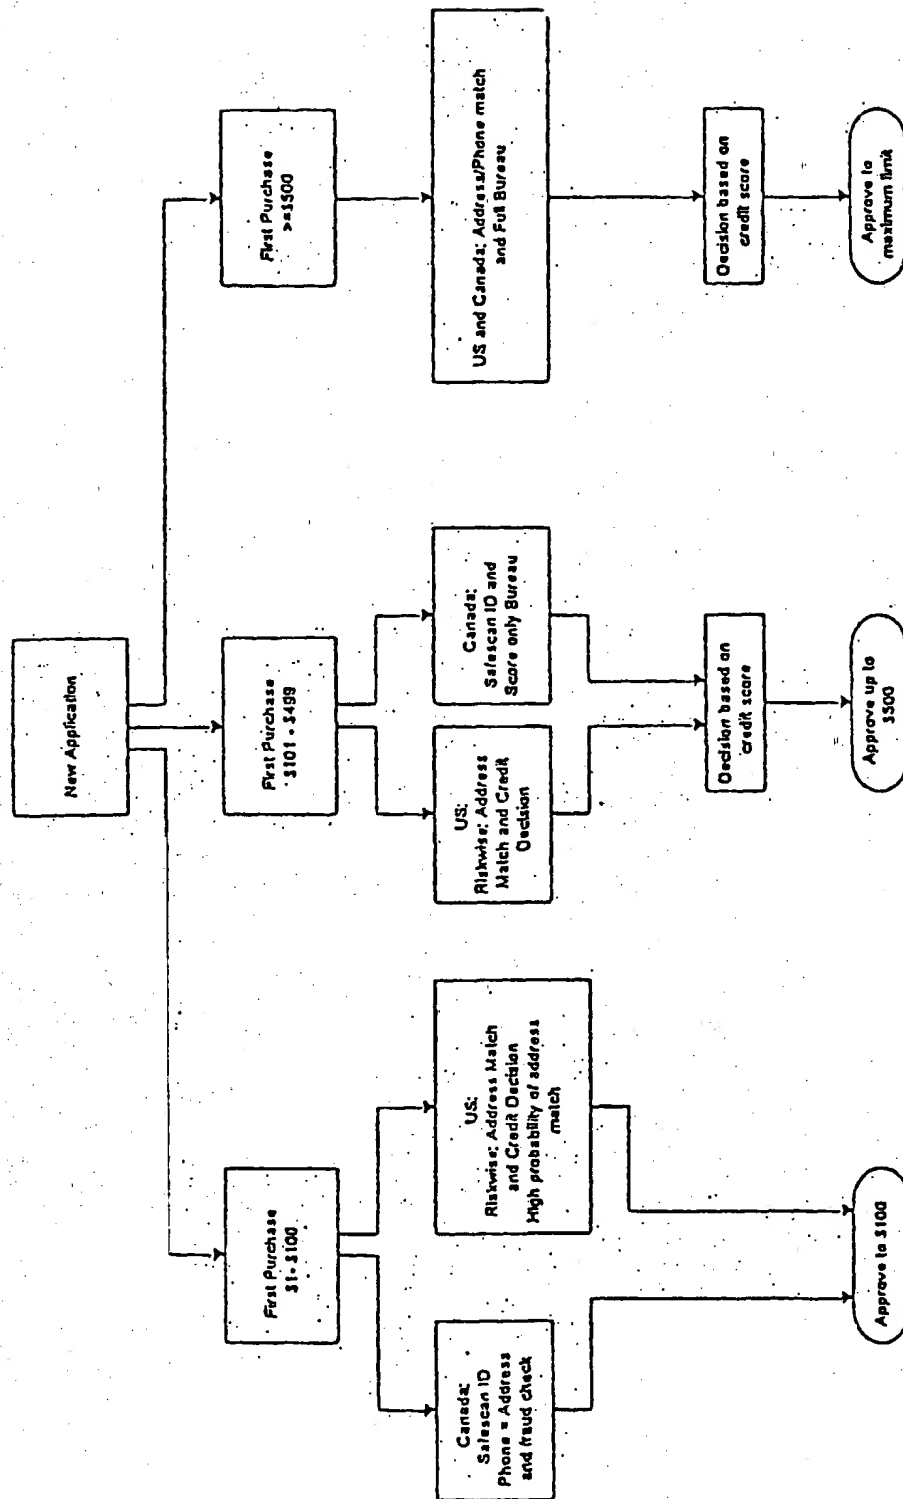 New Application
First Purchase
$1 - $100
First Purchase
$101 - $499
First Purchase
>=$500
Canada:
Salescan ID
Phone = Address
and fraud check
US:
Riskwise: Address Match
and Credit Decision
High probability of address
match
US:
Riskwise: Address
Match and Credit
Decision
Canada:
Salescan ID and
Score only Bureau
US and Canada: Address/Phone match
and Full Bureau
Decision based on
credit score
Decision based on
credit score
Approve to $100
Approve up to
$500
Approve to
maximum limit